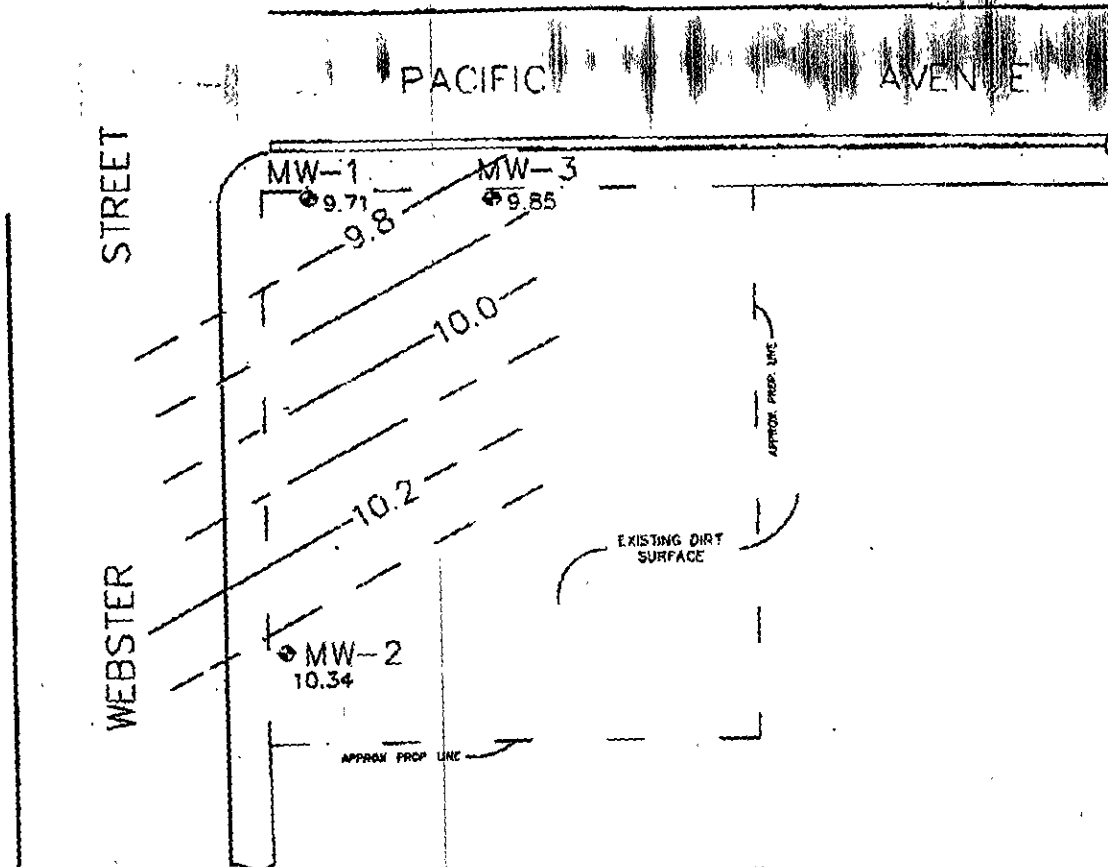 PACIFIC AVENUE
STREET
MW-1
9.71
MW-3
9.85
9.8
10.0
10.2
APPROX. PROP. LINE
EXISTING DIRT
SURFACE
WEBSTER
MW-2
10.34
APPROX PROP LINE